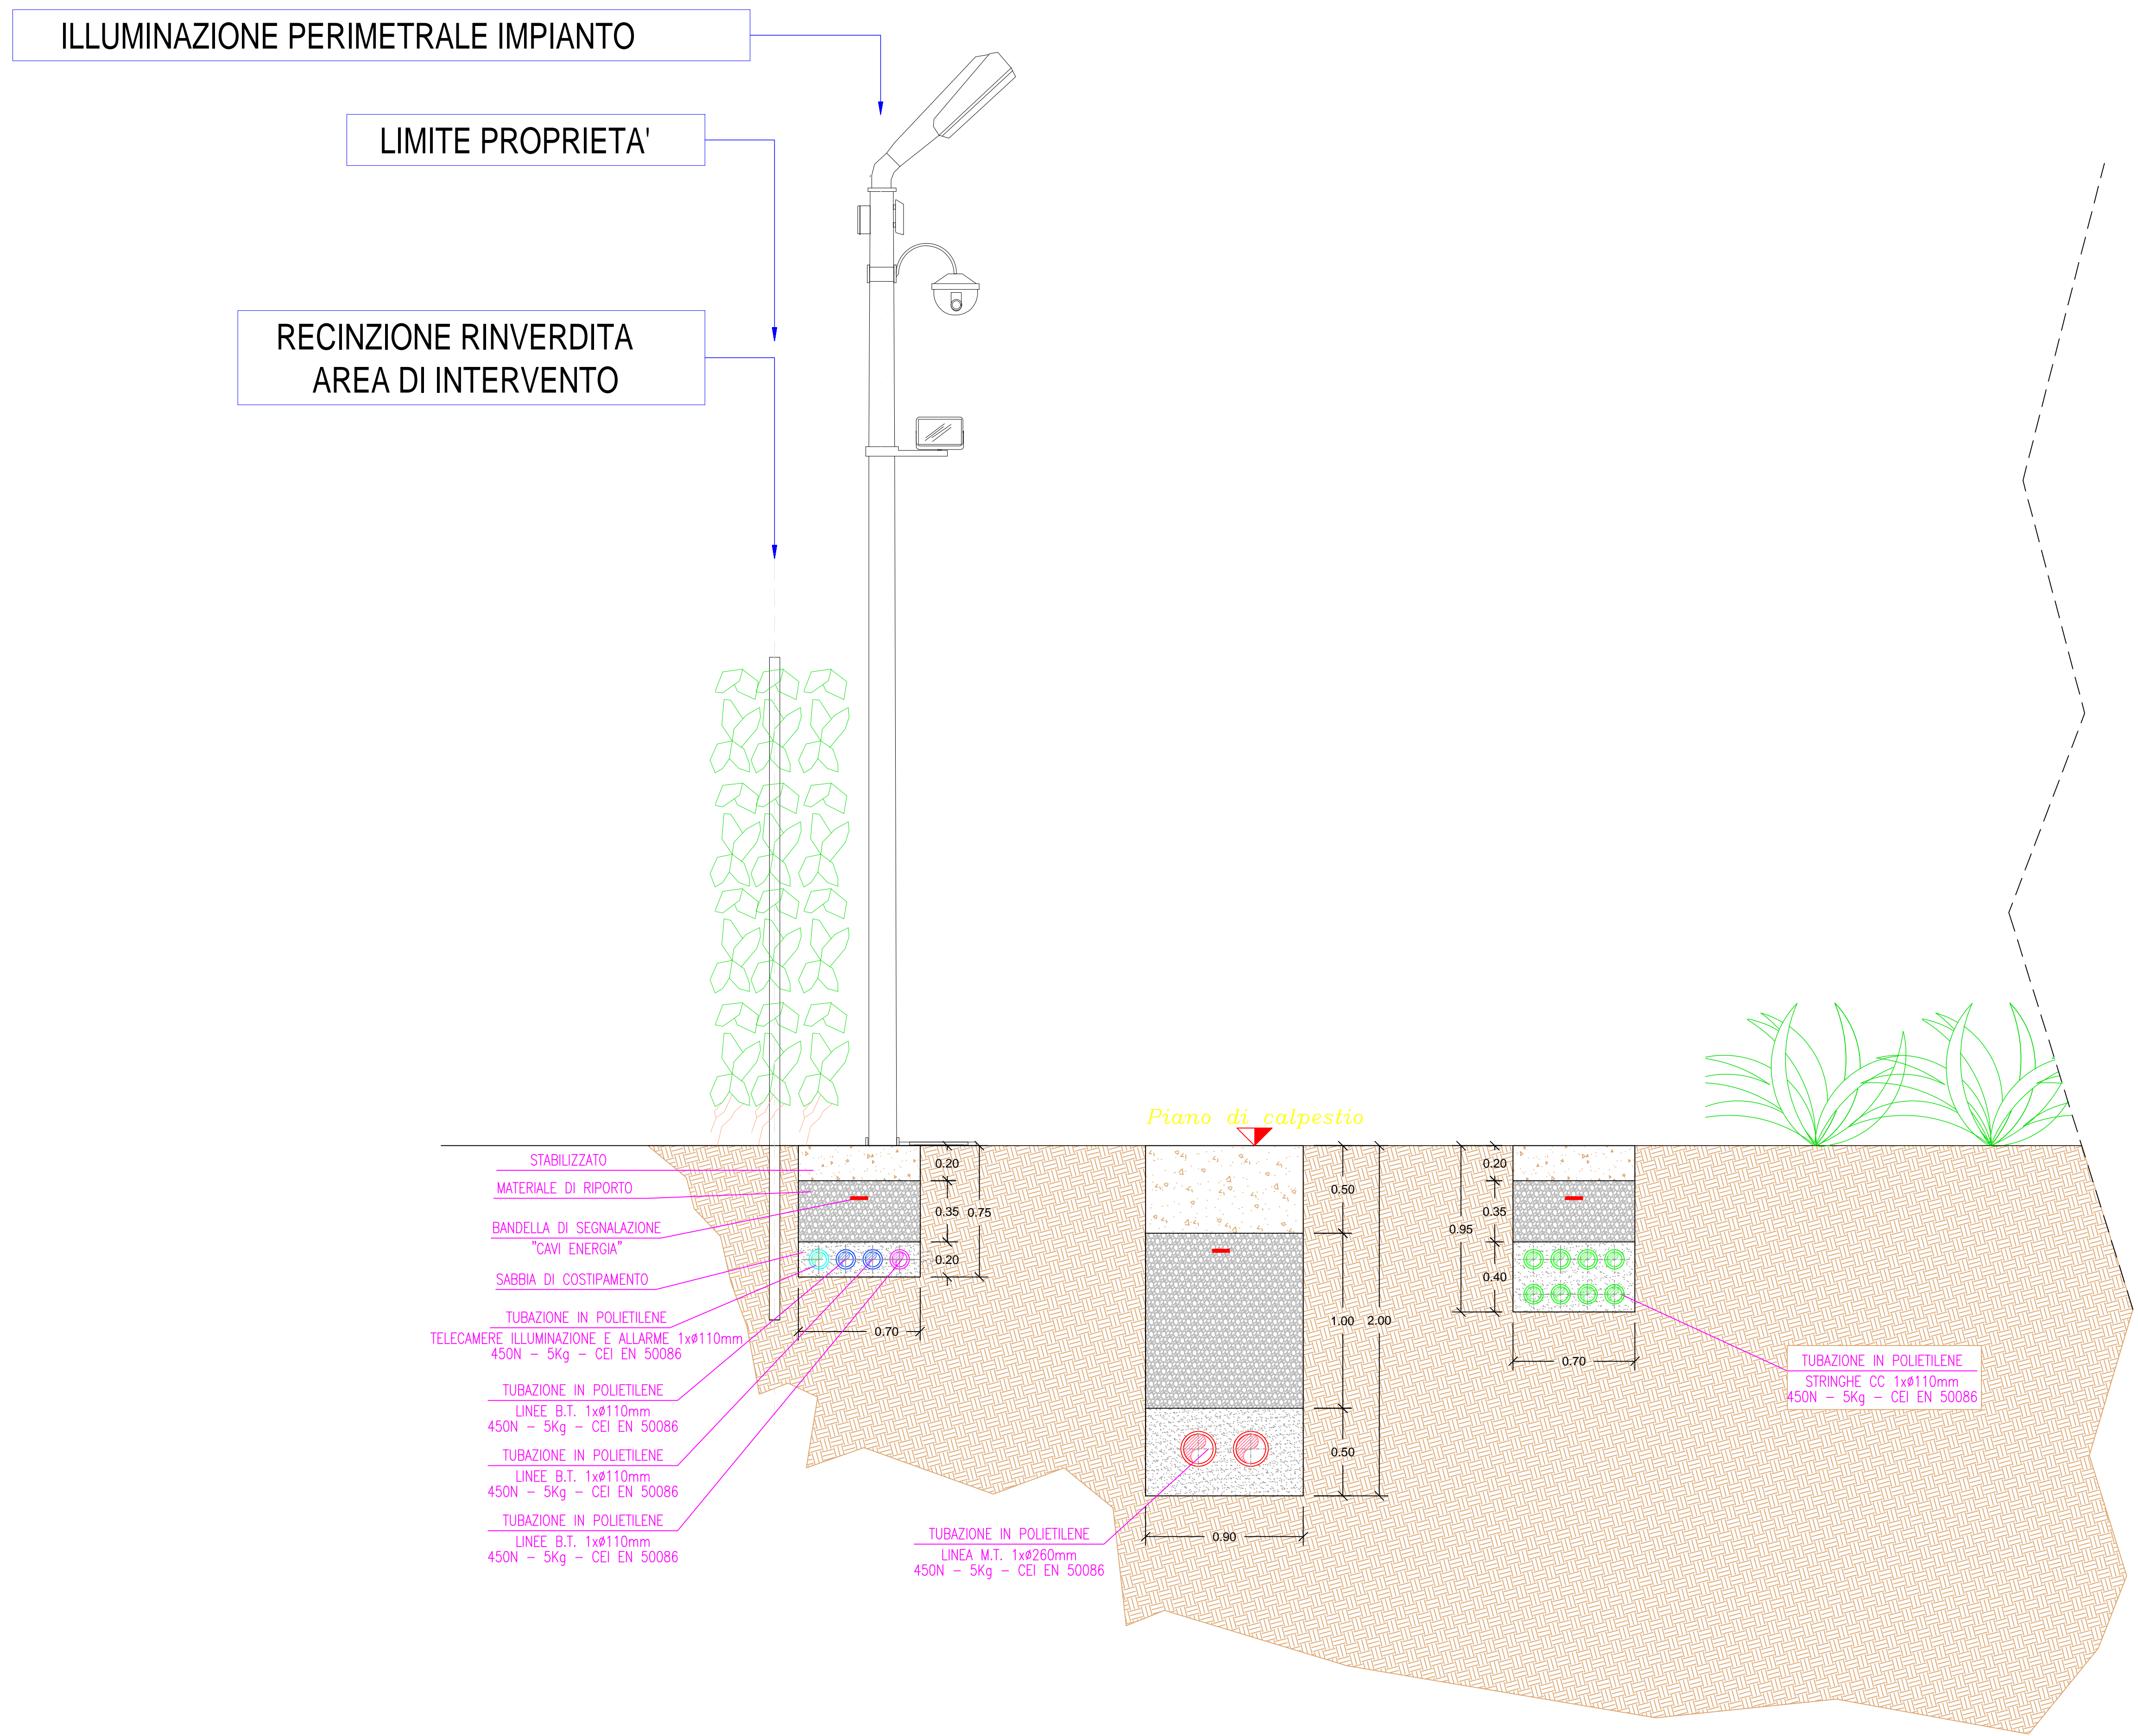 ILLUMINAZIONE PERIMETRALE IMPIANTO
LIMITE PROPRIETA'
RECINZIONE RINVERDITA
AREA DI INTERVENTO
Piano di calpestio
STABILIZZATO
MATERIALE DI RIPORTO
BANDELLA DI SEGNALAZIONE
"CAVI ENERGIA"
SABBIA DI COSTIPAMENTO
TUBAZIONE IN POLIETILENE
TELECAMERE ILLUMINAZIONE E ALLARME 1xø110mm
450N – 5Kg – CEI EN 50086
TUBAZIONE IN POLIETILENE
LINEE B.T. 1xø110mm
450N – 5Kg – CEI EN 50086
TUBAZIONE IN POLIETILENE
LINEE B.T. 1xø110mm
450N – 5Kg – CEI EN 50086
TUBAZIONE IN POLIETILENE
LINEE B.T. 1xø110mm
450N – 5Kg – CEI EN 50086
0.20
0.35
0.75
0.20
0.70
0.50
1.00
2.00
0.50
0.90
TUBAZIONE IN POLIETILENE
LINEA M.T. 1xø260mm
450N – 5Kg – CEI EN 50086
0.20
0.35
0.95
0.40
0.70
TUBAZIONE IN POLIETILENE
STRINGHE CC 1xø110mm
450N – 5Kg – CEI EN 50086